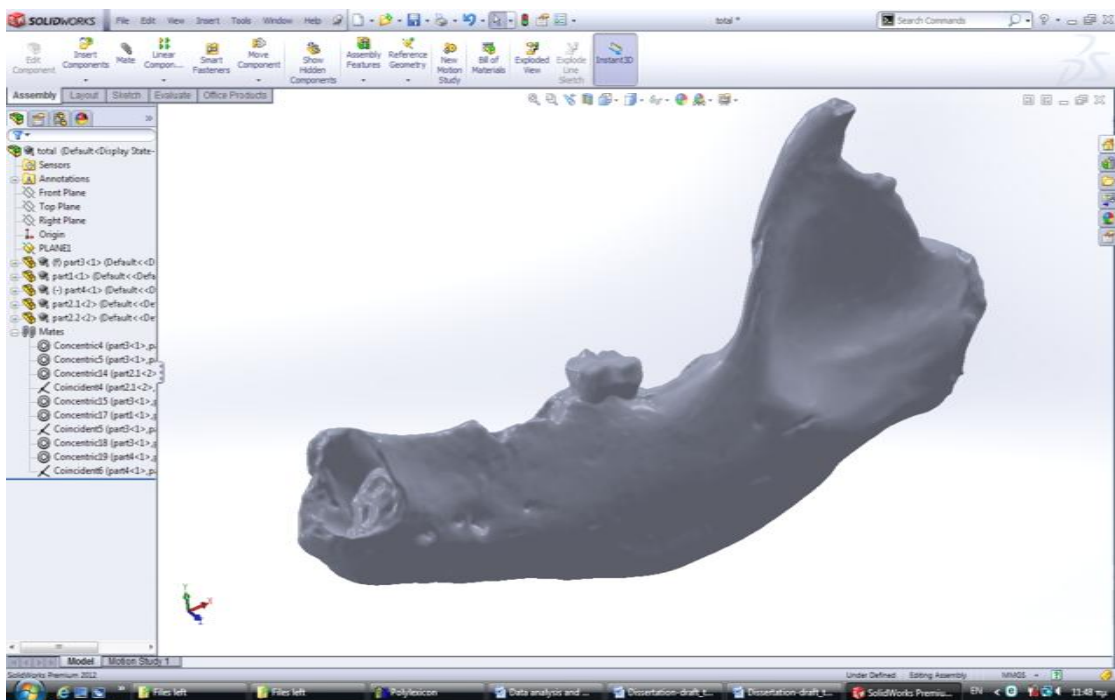 SOLIDWORKS File Edit View Insert Tools Window Help total * Search Commands
Edit Component
Insert Components
Mate
Linear Compon...
Smart Fasteners
Move Component
Show Hidden Components
Assembly Features
Reference Geometry
New Motion Study
Bill of Materials
Exploded View
Explode Line Sketch
Instant3D
Assembly Layout Sketch Evaluate Office Products
total (Default<Display State-
Sensors
Annotations
Front Plane
Top Plane
Right Plane
Origin
PLANE1
(f) part3<1> (Default<<D
part1<1> (Default<<Defa
(-) part4<1> (Default<<D
part2.1<2> (Default<<De
part2.2<2> (Default<<De
Mates
Concentric4 (part3<1>,p
Concentric5 (part3<1>,p
Concentric14 (part2.1<2>
Coincident4 (part2.1<2>,
Concentric15 (part3<1>,
Concentric17 (part1<1>,
Coincident5 (part3<1>,p
Concentric18 (part3<1>,
Concentric19 (part4<1>,
Coincident6 (part4<1>,p
Y
X
Z
Model Motion Study 1
SolidWorks Premium 2012 Under Defined Editing Assembly MMGS
Files left Files left Polylexicon Data analysis and ... Dissertation-draft_t... Dissertation-draft_t... SolidWorks Premiu... EN 11:48